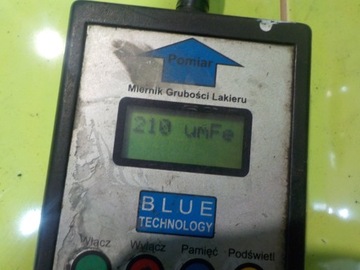 Pomiar
Miernik Grubości Lakieru
210 umFe
BLUE
TECHNOLOGY
Włącz Wyłącz Pamięć Podświetl